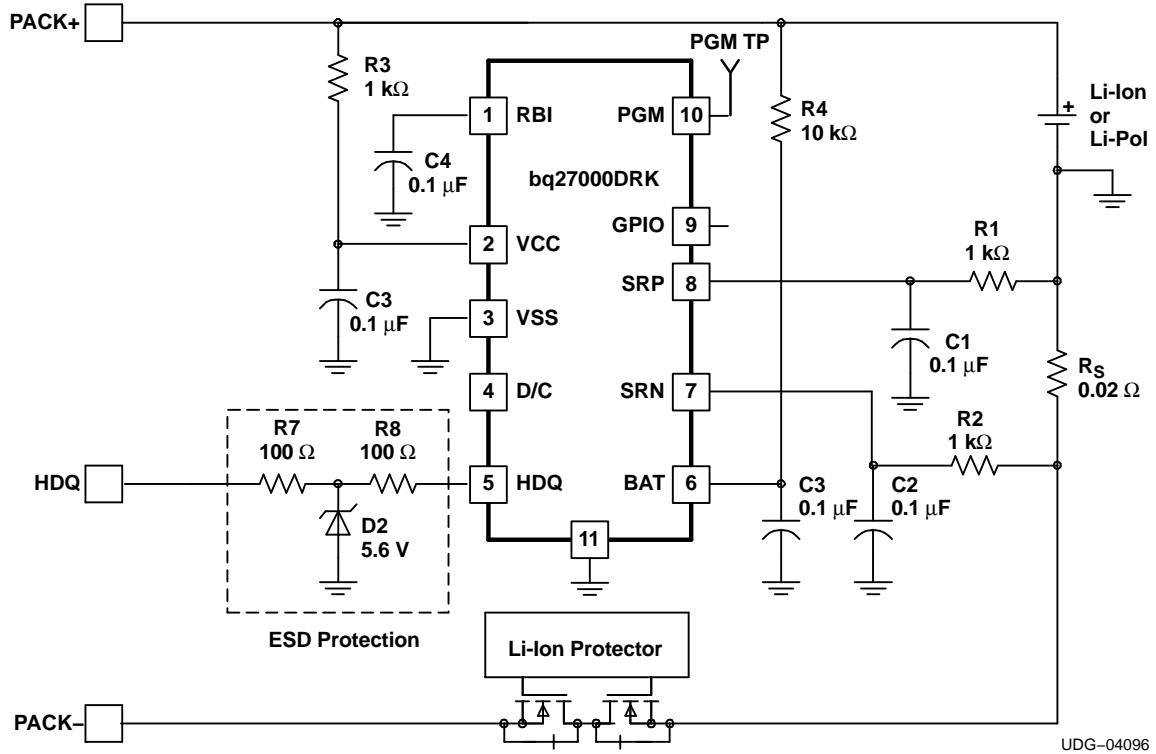 PACK+
R3
1 kΩ
PGM TP
R4
10 kΩ
Li-Ion
or
Li-Pol
+
1
RBI
PGM
10
C4
0.1 μF
bq27000DRK
GPIO
9
R1
1 kΩ
2
VCC
SRP
8
C3
0.1 μF
3
VSS
C1
0.1 μF
RS
0.02 Ω
4
D/C
SRN
7
R7
100 Ω
R8
100 Ω
R2
1 kΩ
HDQ
5
HDQ
BAT
6
C3
0.1 μF
C2
0.1 μF
D2
5.6 V
11
ESD Protection
Li-Ion Protector
PACK–
UDG–04096